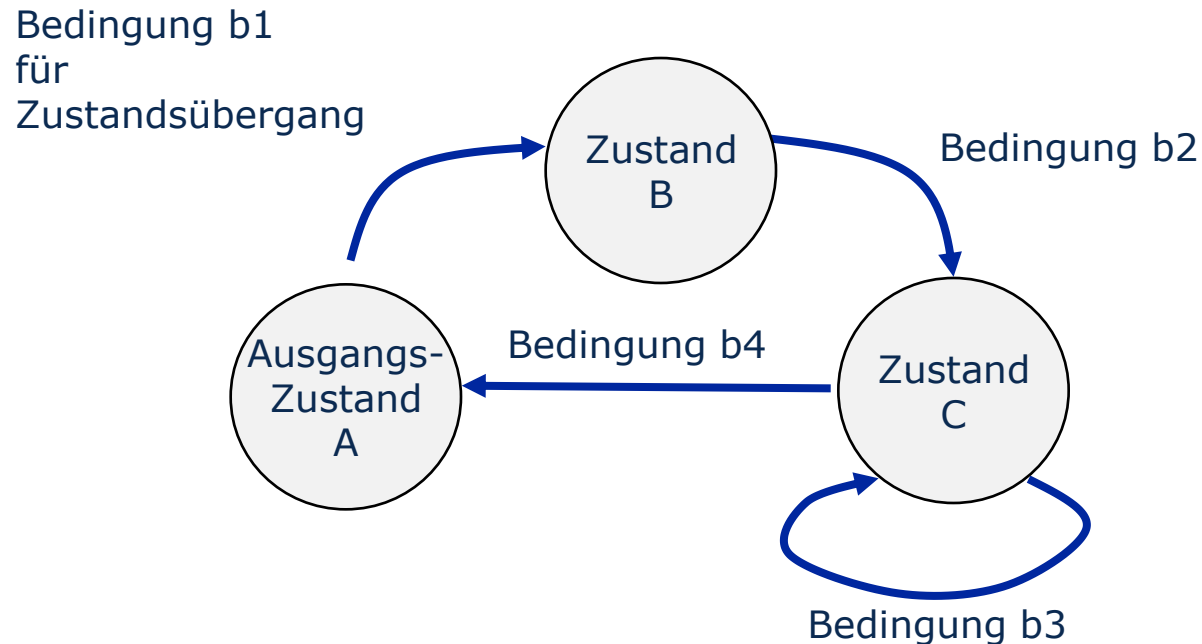 Bedingung b1
für
Zustandsübergang
Zustand
B
Bedingung b2
Ausgangs-
Zustand
A
Bedingung b4
Zustand
C
Bedingung b3